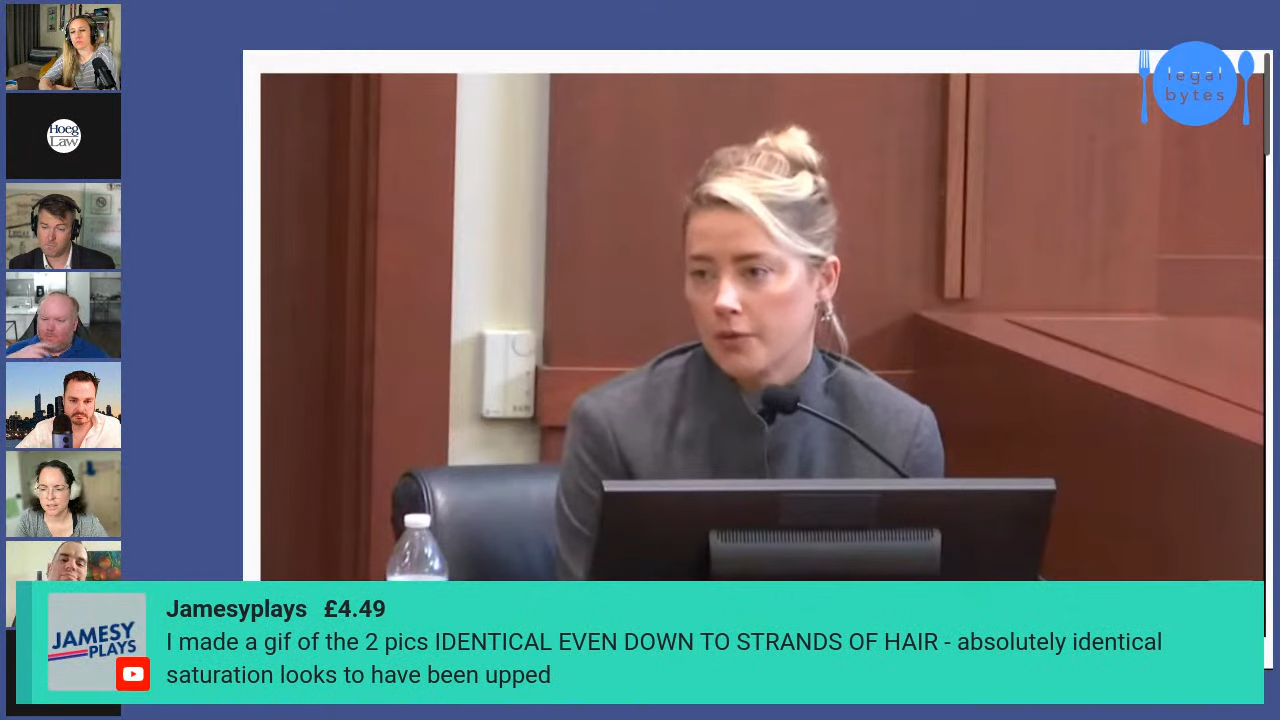 legal
bytes
Hoeg
Law
JAMESY
PLAYS
Jamesyplays £4.49
I made a gif of the 2 pics IDENTICAL EVEN DOWN TO STRANDS OF HAIR - absolutely identical
saturation looks to have been upped